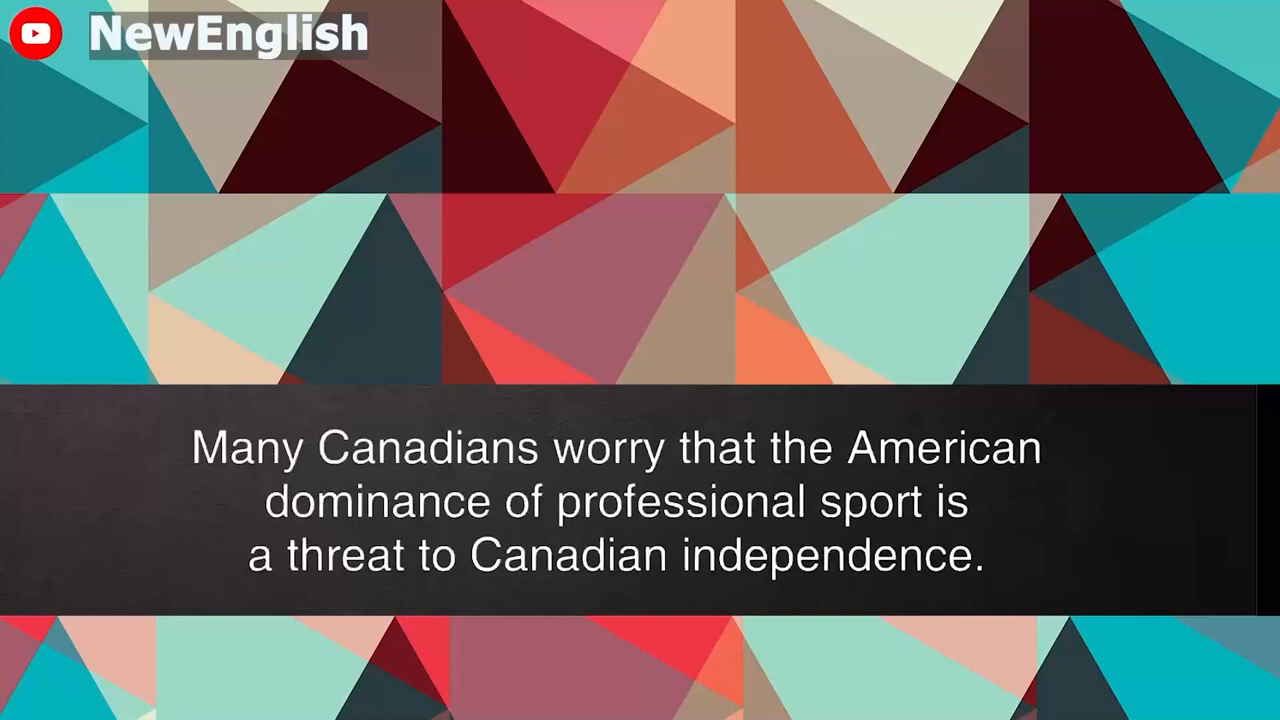 NewEnglish
Many Canadians worry that the American
dominance of professional sport is
a threat to Canadian independence.